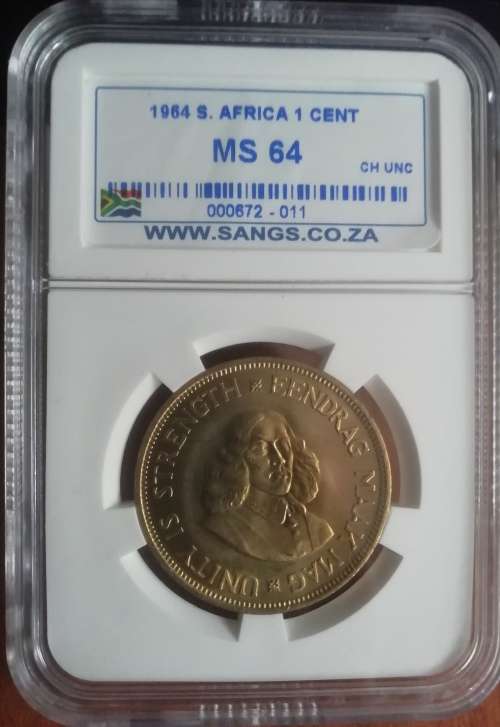 1964 S. AFRICA 1 CENT
MS 64
CH UNC
000672 - 011
WWW.SANGS.CO.ZA
UNITY IS STRENGTH * EENDRAG MAAK MAG *